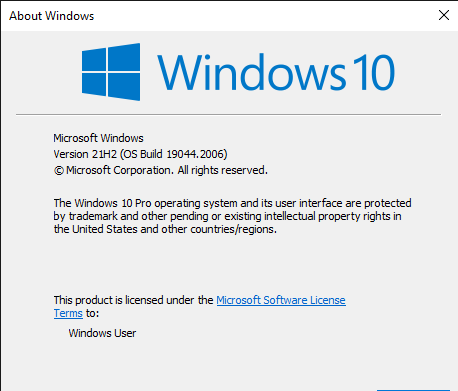 About Windows
Windows 10
Microsoft Windows
Version 21H2 (OS Build 19044.2006)
© Microsoft Corporation. All rights reserved.
The Windows 10 Pro operating system and its user interface are protected
by trademark and other pending or existing intellectual property rights in
the United States and other countries/regions.
This product is licensed under the Microsoft Software License
Terms to:
Windows User